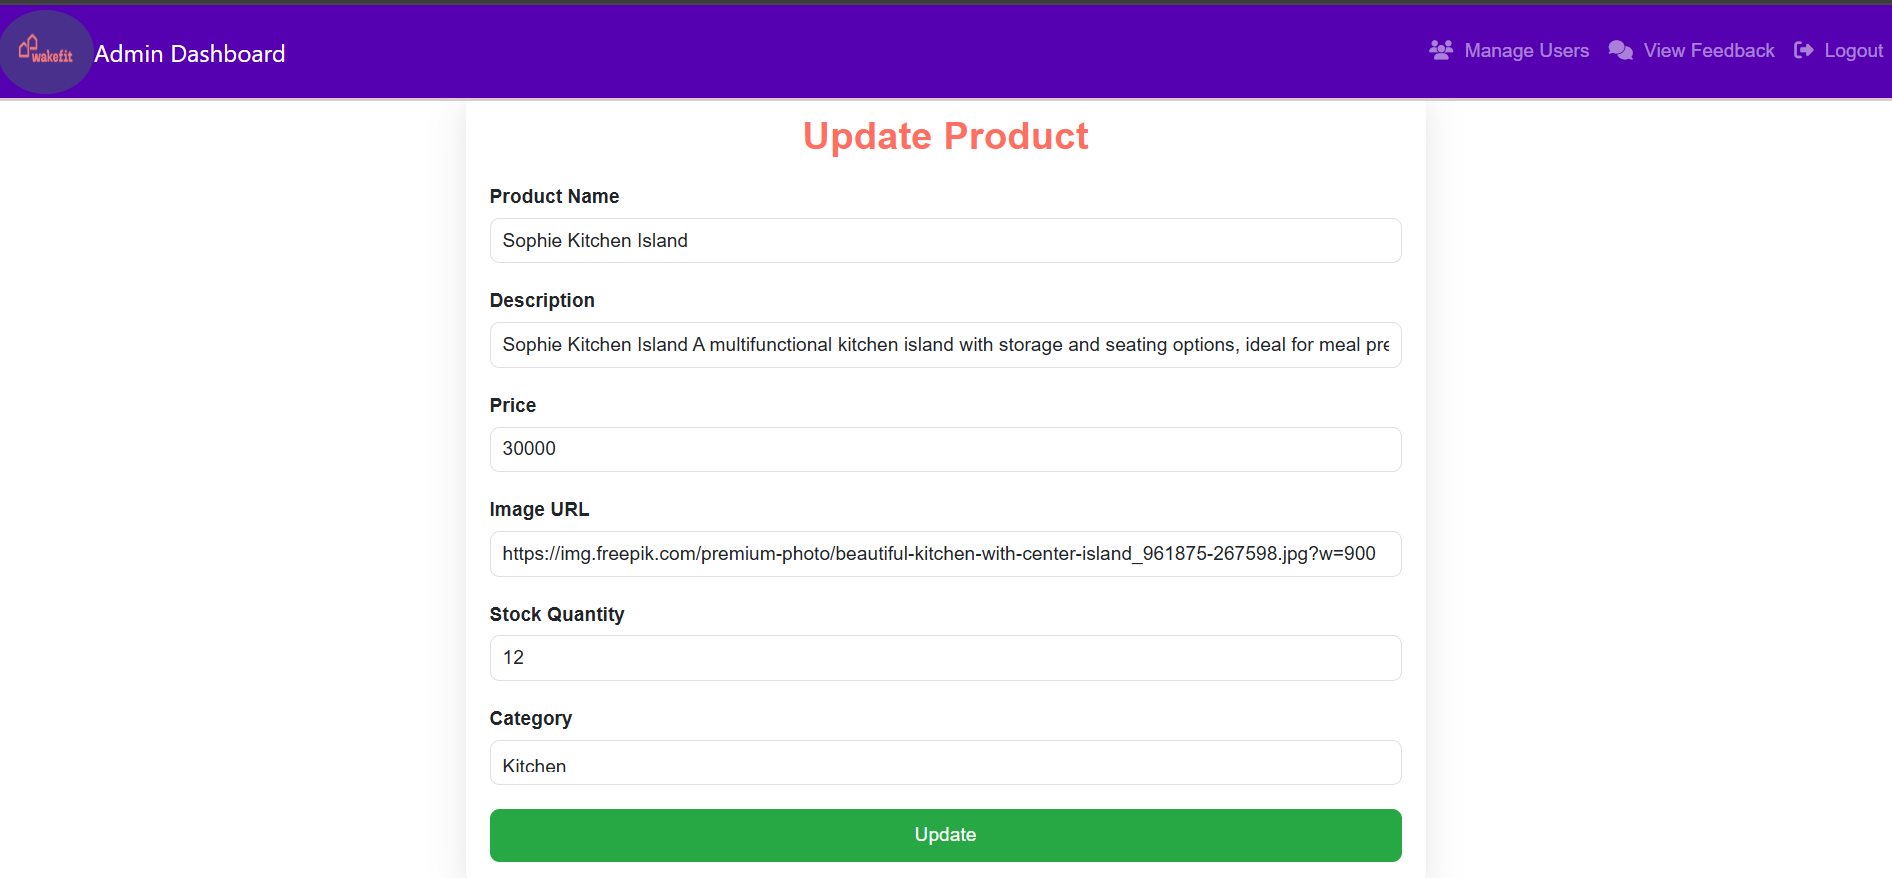 wakefit
Admin Dashboard
Manage Users
View Feedback
Logout
Update Product
Product Name
Sophie Kitchen Island
Description
Sophie Kitchen Island A multifunctional kitchen island with storage and seating options, ideal for meal pre
Price
30000
Image URL
https://img.freepik.com/premium-photo/beautiful-kitchen-with-center-island_961875-267598.jpg?w=900
Stock Quantity
12
Category
Kitchen
Update